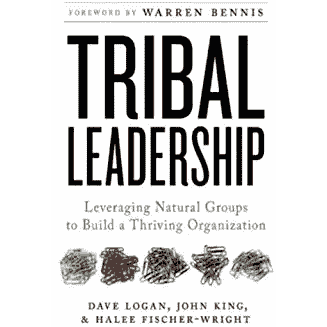 FOREWORD BY WARREN BENNIS
TRIBAL
LEADERSHIP
Leveraging Natural Groups
to Build a Thriving Organization
DAVE LOGAN, JOHN KING,
& HALEE FISCHER-WRIGHT